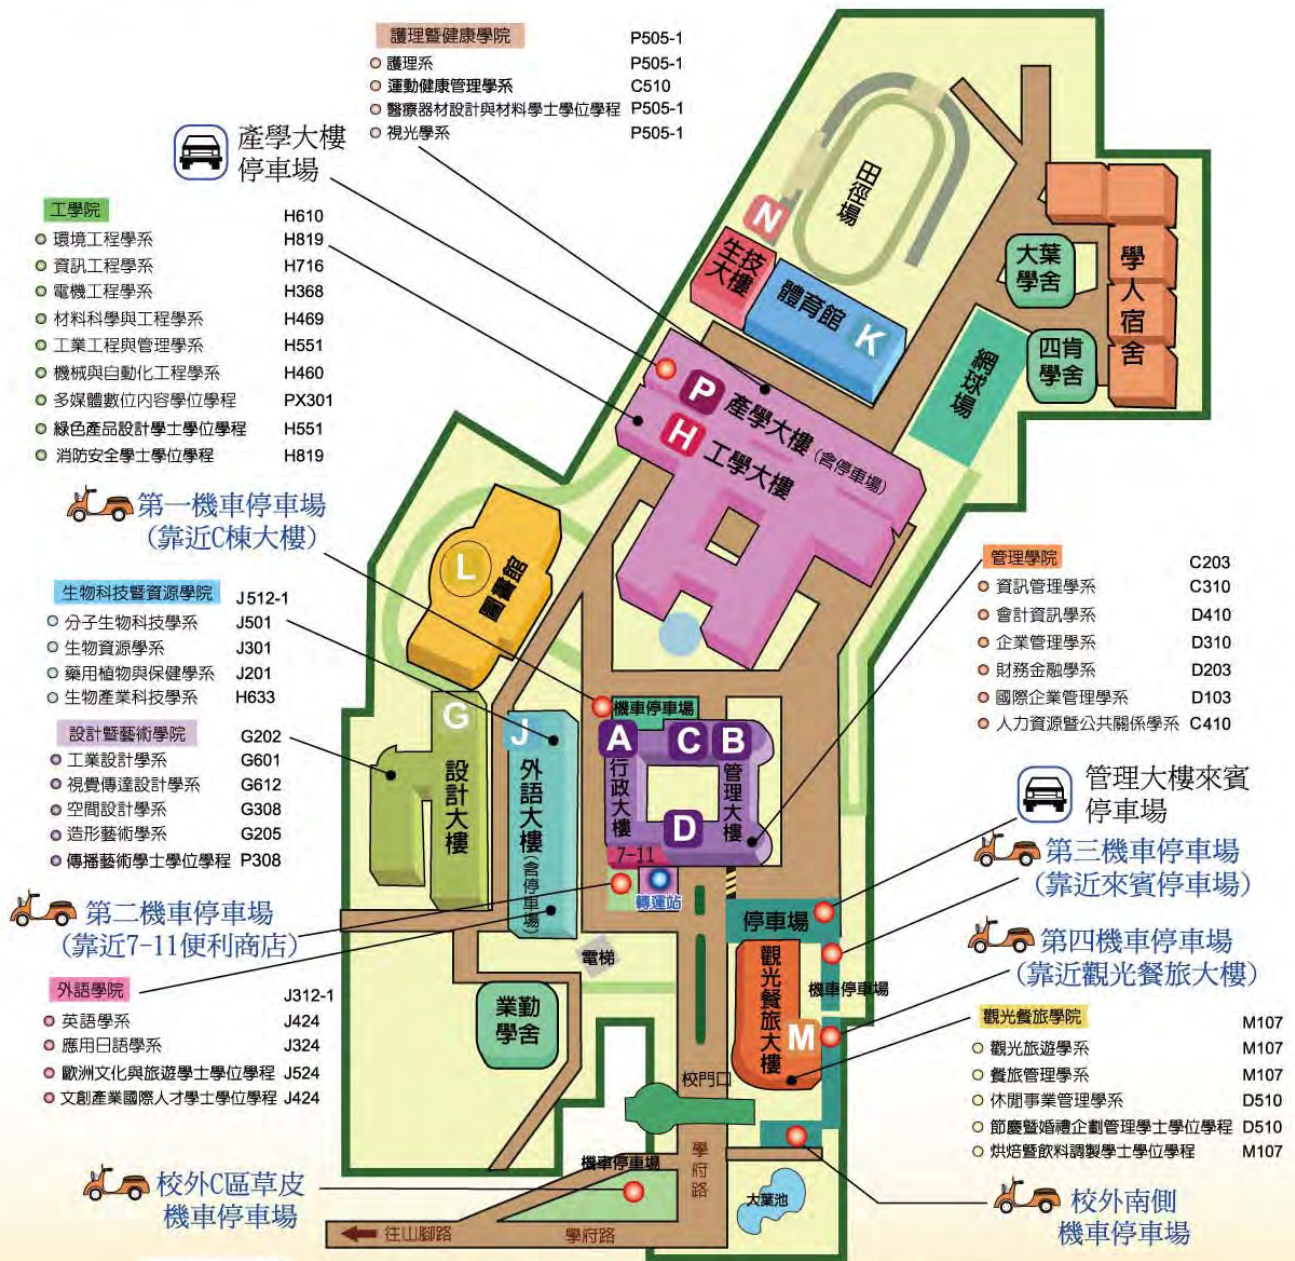 護理暨健康學院 P505-1
護理系 P505-1
運動健康管理學系 C510
醫療器材設計與材料學士學位學程 P505-1
視光學系 P505-1
產學大樓
停車場
工學院 H610
環境工程學系 H819
資訊工程學系 H716
電機工程學系 H368
材料科學與工程學系 H469
工業工程與管理學系 H551
機械與自動化工程學系 H460
多媒體數位內容學位學程 PX301
綠色產品設計學士學位學程 H551
消防安全學士學位學程 H819
第一機車停車場
(靠近C棟大樓)
生物科技暨資源學院 J512-1
分子生物科技學系 J501
生物資源學系 J301
藥用植物與保健學系 J201
生物產業科技學系 H633
設計暨藝術學院 G202
工業設計學系 G601
視覺傳達設計學系 G612
空間設計學系 G308
造形藝術學系 G205
傳播藝術學士學位學程 P308
第二機車停車場
(靠近7-11便利商店)
外語學院 J312-1
英語學系 J424
應用日語學系 J324
歐洲文化與旅遊學士學位學程 J524
文創產業國際人才學士學位學程 J424
校外C區草皮
機車停車場
田徑場
N
生技
大樓
體育館
K
大葉
學舍
學人宿舍
四肯
學舍
網球場
P
產學大樓
(含停車場)
H
工學大樓
L
圖書館
G
設計大樓
J
外語大樓
(含停車場)
機車停車場
A
C
B
行政大樓
管理大樓
D
7-11
轉運站
停車場
電梯
業勤
學舍
觀光餐旅大樓
M
機車停車場
校門口
機車停車場
學府路
大葉池
往山腳路
學府路
管理學院 C203
資訊管理學系 C310
會計資訊學系 D410
企業管理學系 D310
財務金融學系 D203
國際企業管理學系 D103
人力資源暨公共關係學系 C410
管理大樓來賓
停車場
第三機車停車場
(靠近來賓停車場)
第四機車停車場
(靠近觀光餐旅大樓)
觀光餐旅學院 M107
觀光旅遊學系 M107
餐旅管理學系 M107
休閒事業管理學系 D510
節慶暨婚禮企劃管理學士學位學程 D510
烘焙暨飲料調製學士學位學程 M107
校外南側
機車停車場